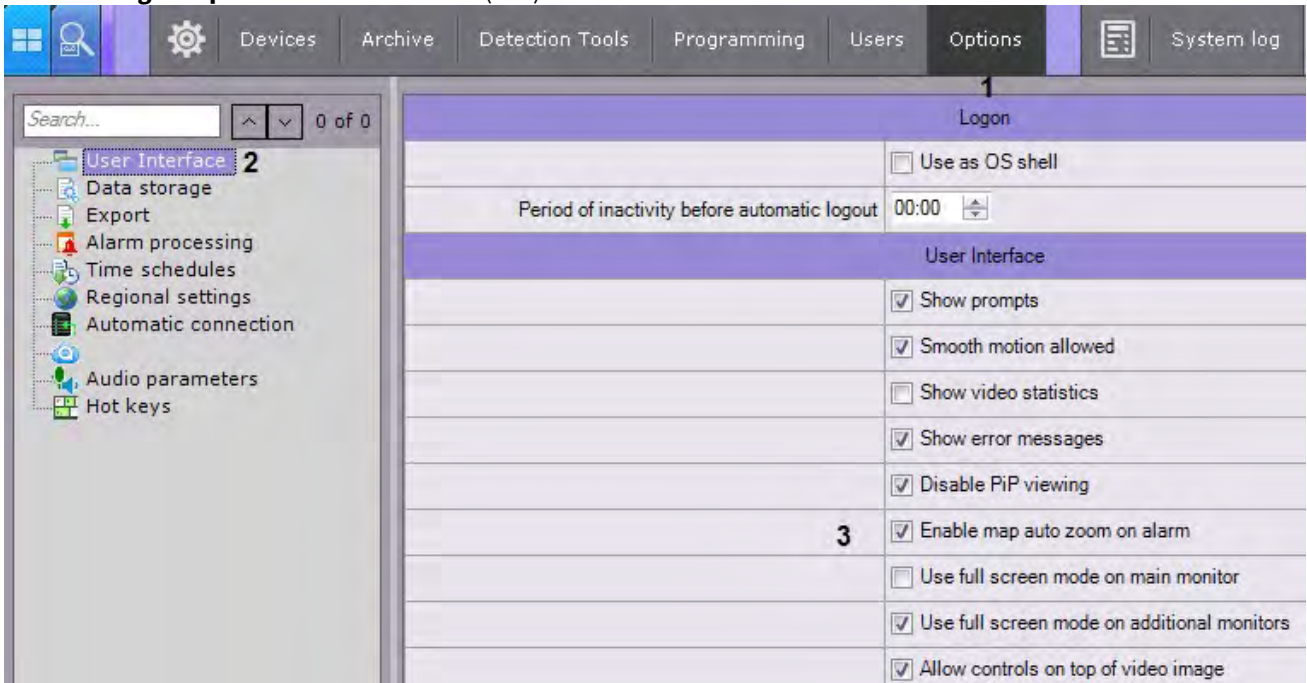 Devices Archive Detection Tools Programming Users Options System log
1
Search... 0 of 0
User Interface 2
Data storage
Export
Alarm processing
Time schedules
Regional settings
Automatic connection
Audio parameters
Hot keys
Logon
Use as OS shell
Period of inactivity before automatic logout 00:00
User Interface
Show prompts
Smooth motion allowed
Show video statistics
Show error messages
Disable PiP viewing
3 Enable map auto zoom on alarm
Use full screen mode on main monitor
Use full screen mode on additional monitors
Allow controls on top of video image